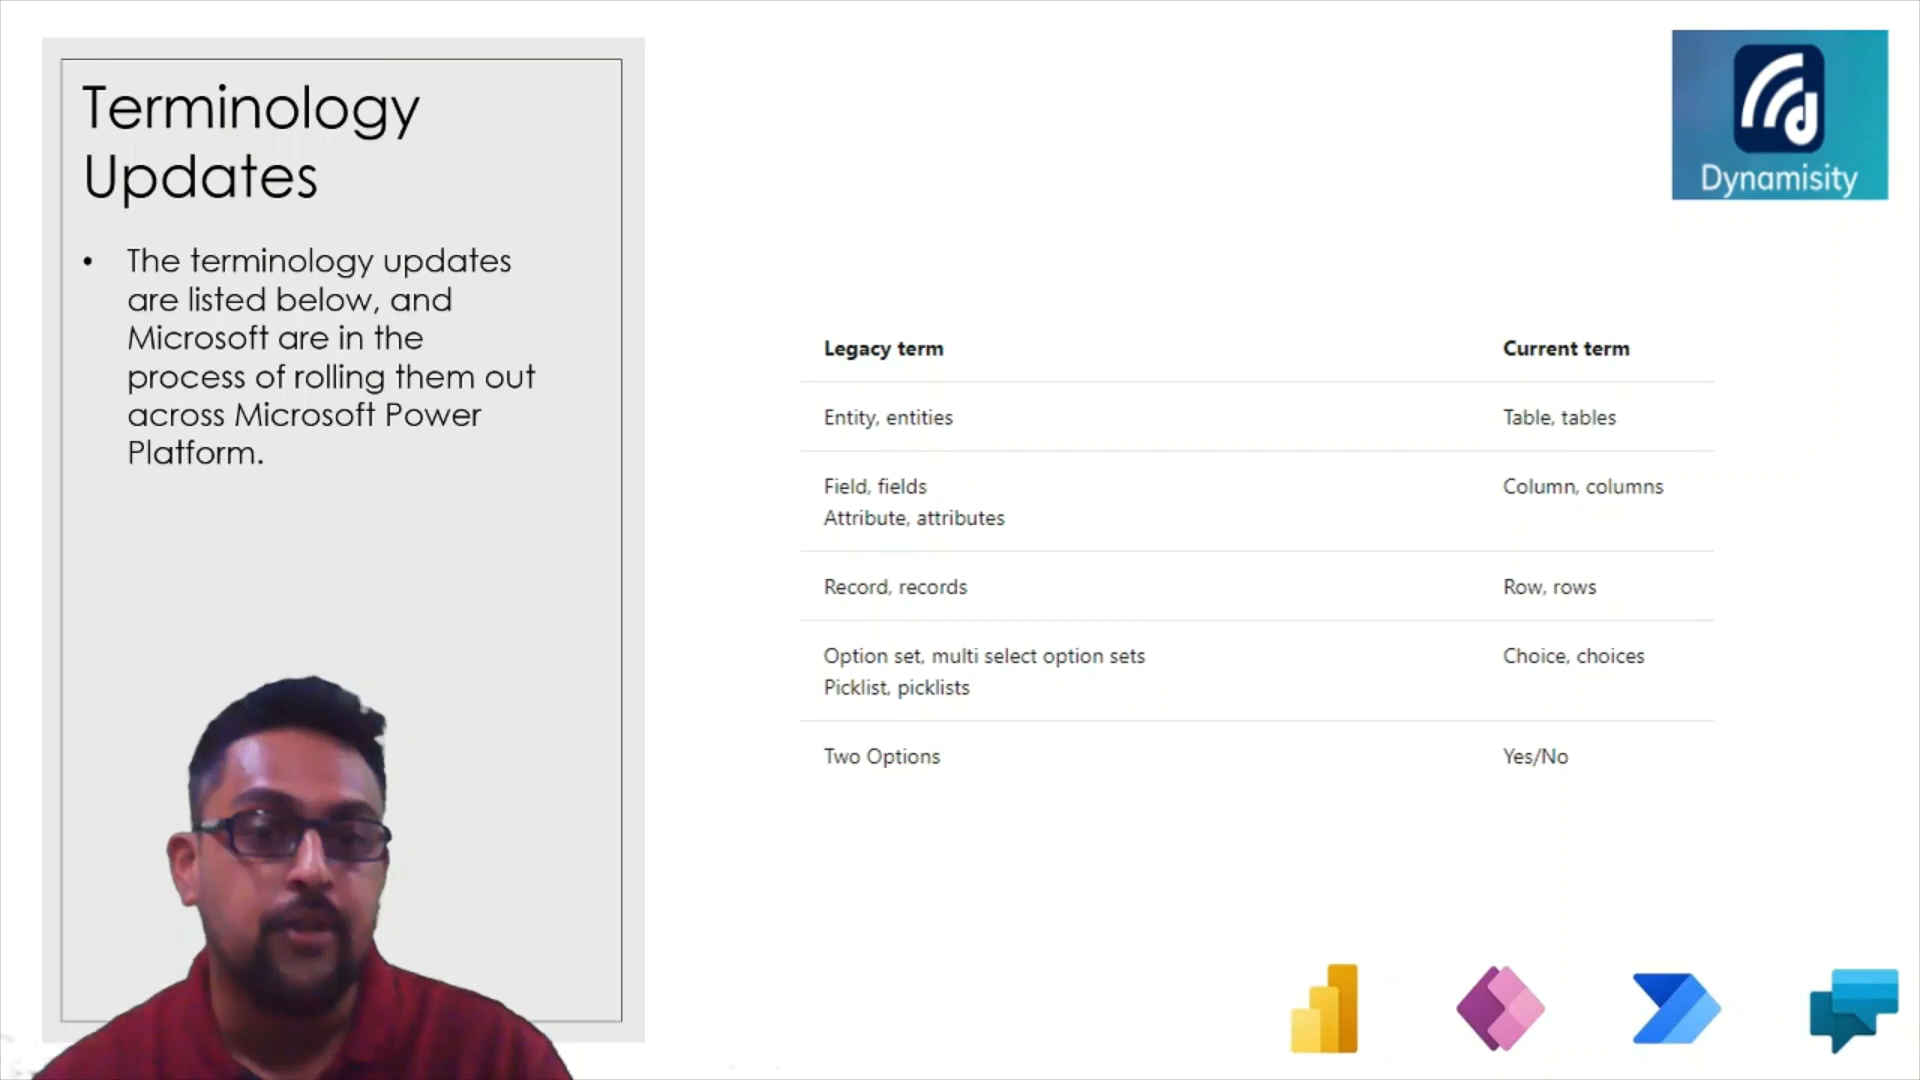 Terminology
Updates
• The terminology updates
are listed below, and
Microsoft are in the
process of rolling them out
across Microsoft Power
Platform.
Dynamisity
Legacy term Current term
Entity, entities Table, tables
Field, fields Column, columns
Attribute, attributes
Record, records Row, rows
Option set, multi select option sets Choice, choices
Picklist, picklists
Two Options Yes/No